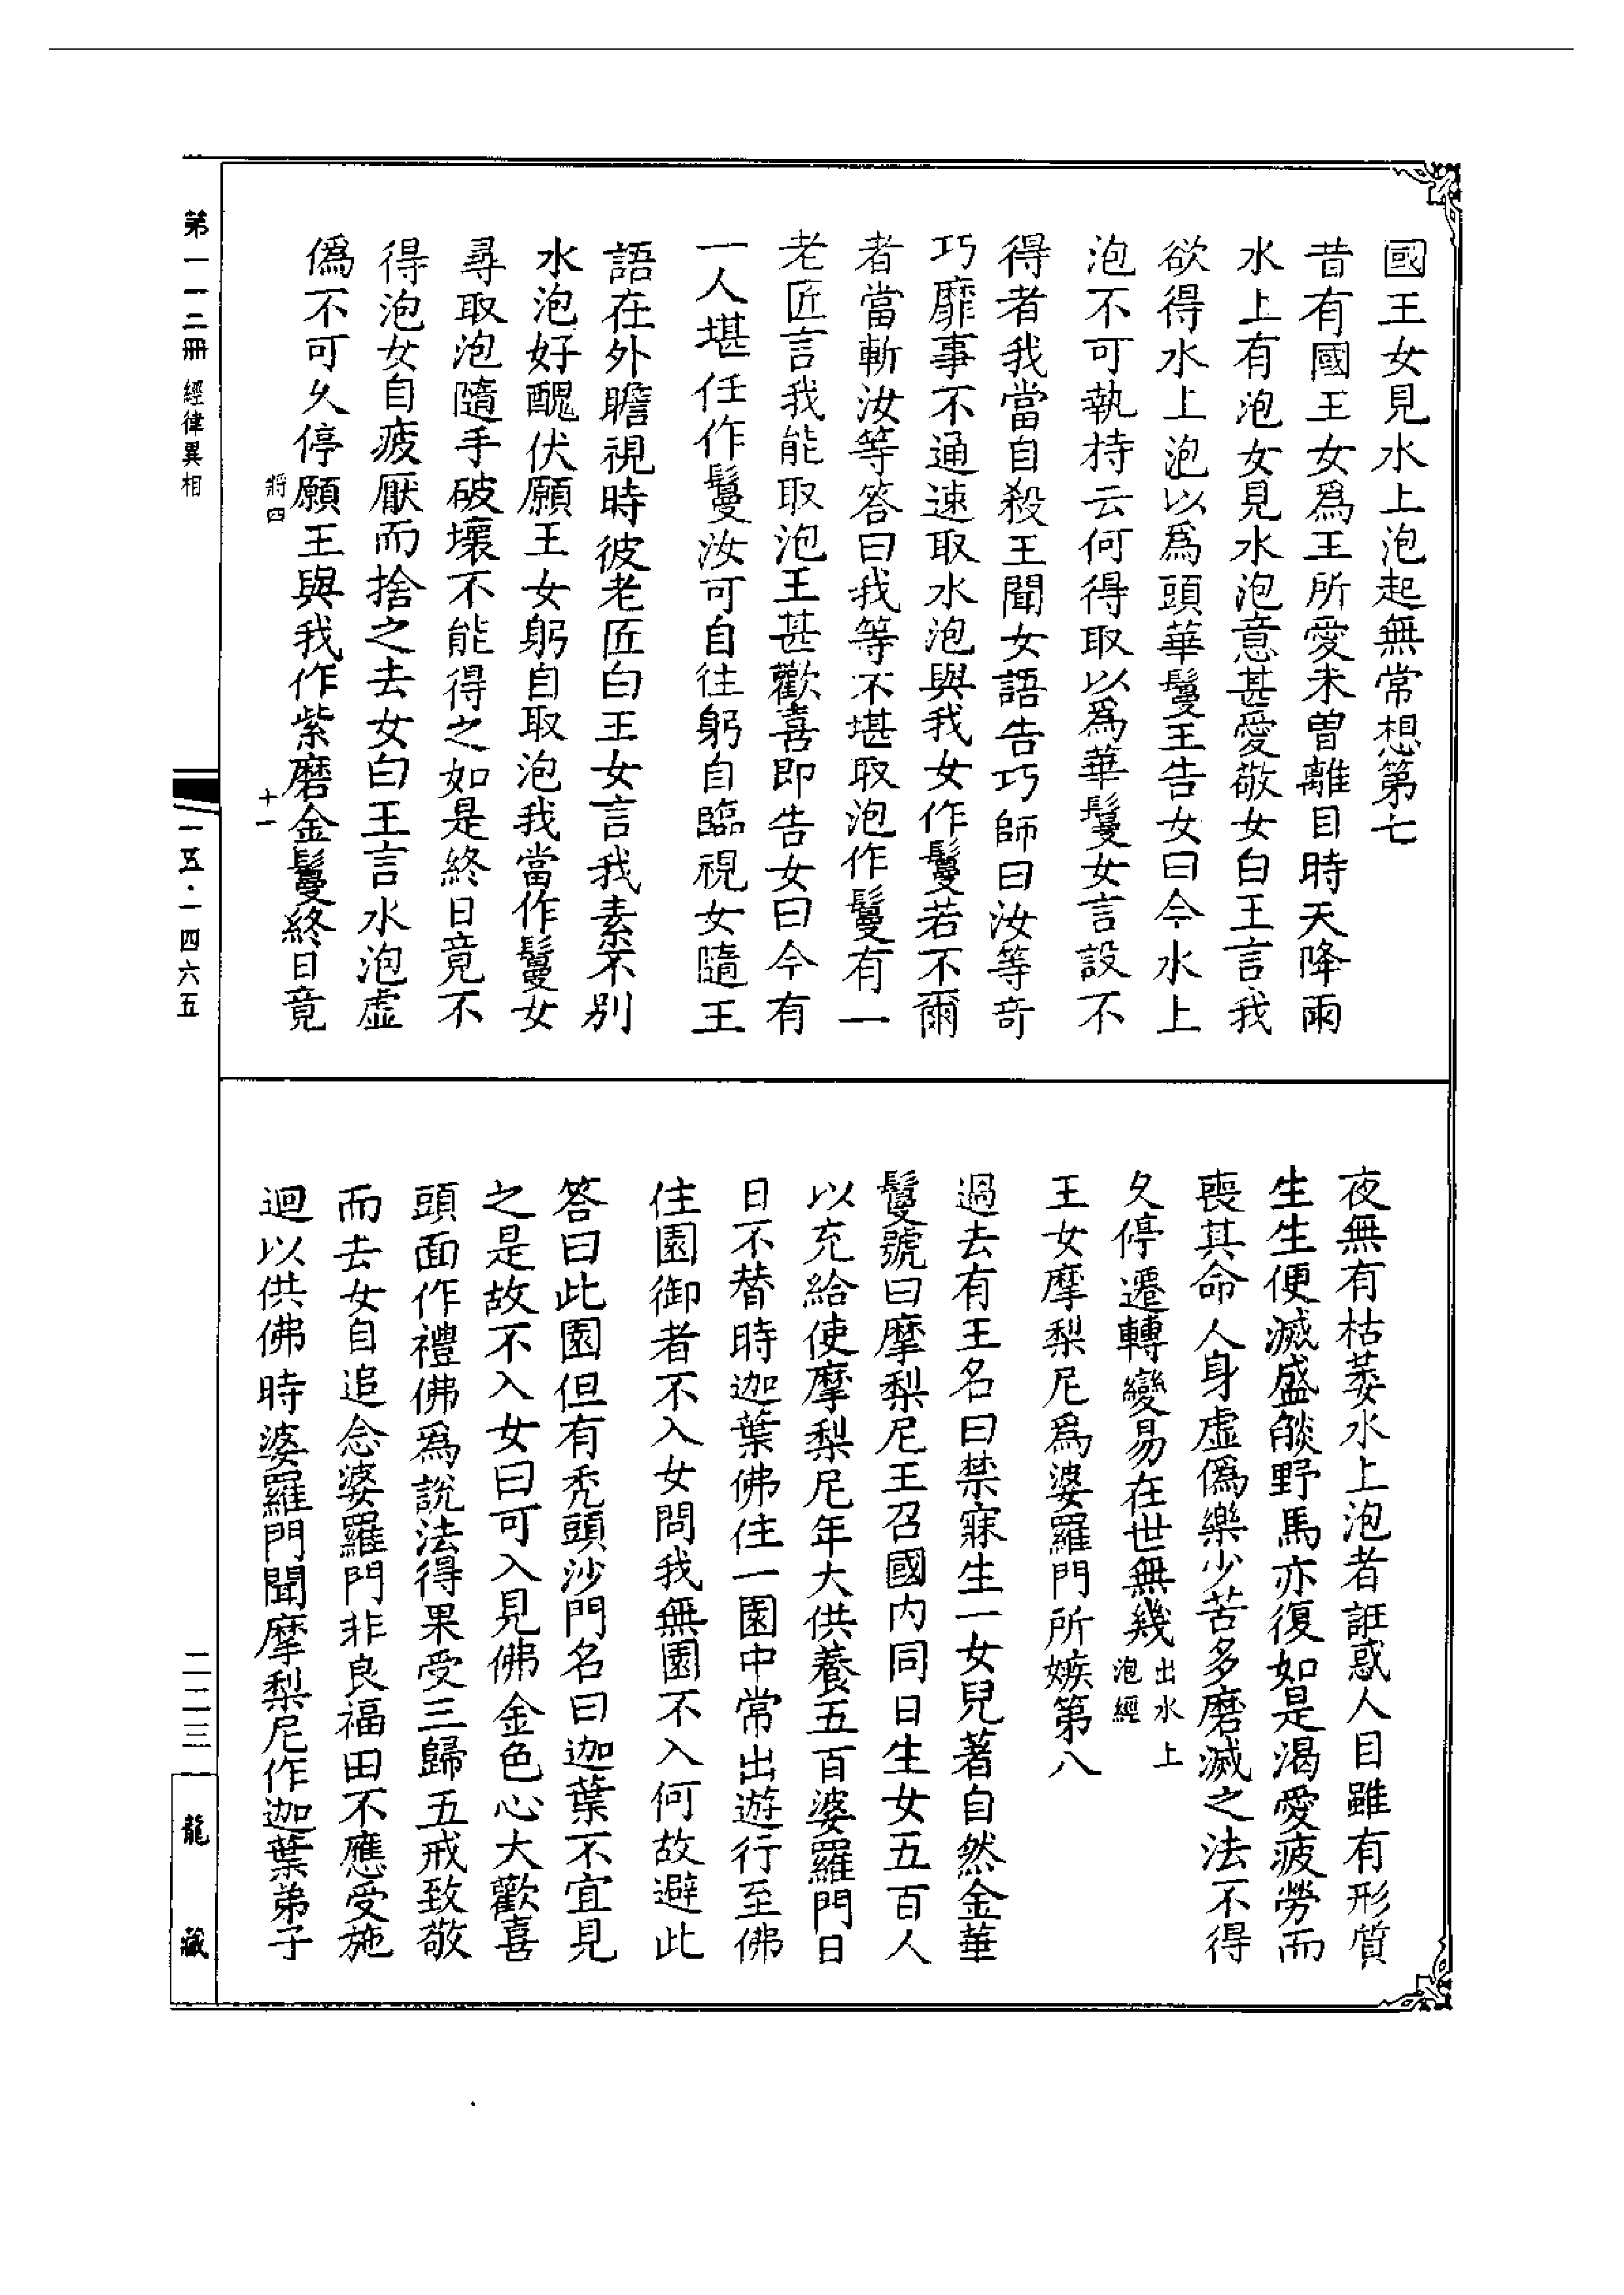 國王女見水上泡起無常想第七
昔有國王女爲王所愛未曽離目時天降雨
水上有泡女見水泡意甚愛敬女白王言我
欲得水上泡以爲頭華鬘王告女曰今水上
泡不可執持云何得取以爲華鬘女言設不
得者我當自殺王聞女語告巧師曰汝等奇
巧靡事不通速取水泡與我女作鬘若不爾
者當斬汝等答曰我等不堪取泡作鬘有一
老匠言我能取泡王甚歡喜即告女曰今有
一人堪任作鬘汝可自往躬自臨視女隨王
語在外瞻視時彼老匠白王女言我素不別
水泡好醜伏願王女躬自取泡我當作鬘女
尋取泡隨手破壞不能得之如是終日竟不
得泡女自疲厭而捨之去女白王言水泡虛
僞不可久停願王與我作紫磨金鬘終日竟
將四
十一
夜無有枯萎水上泡者誑惑人目雖有形質
生生便滅盛燄野馬亦復如是渴愛疲勞而
喪其命人身虛僞樂少苦多磨滅之法不得
久停遷轉變易在世無幾出水上
泡經
王女摩梨尼爲婆羅門所嫉第八
過去有王名曰禁寐生一女兒著自然金華
鬘號曰摩梨尼王召國內同日生女五百人
以充給使摩梨尼年大供養五百婆羅門日
日不替時迦葉佛住一園中常出遊行至佛
住園御者不入女問我無園不入何故避此
答曰此園但有禿頭沙門名曰迦葉不宜見
之是故不入女曰可入見佛金色心大歡喜
頭面作禮佛爲說法得果受三歸五戒致敬
而去女自追念婆羅門非良福田不應受施
迴以供佛時婆羅門聞摩梨尼作迦葉弟子
第一一二冊 經律異相
一五·一四六五
二二三
龍藏